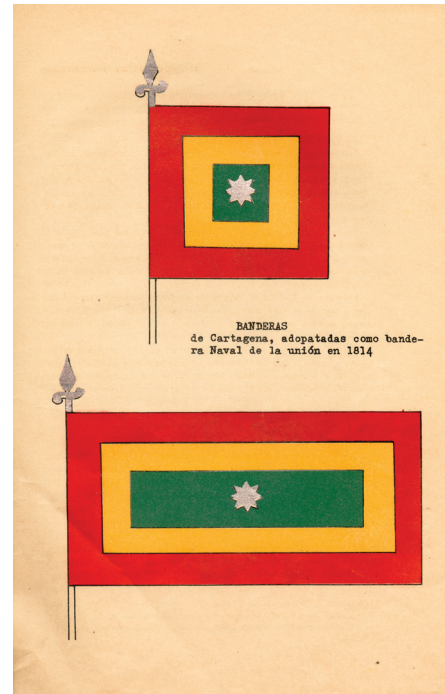 BANDERAS
de Cartagena, adopatadas como bande-
ra Naval de la unión en 1814